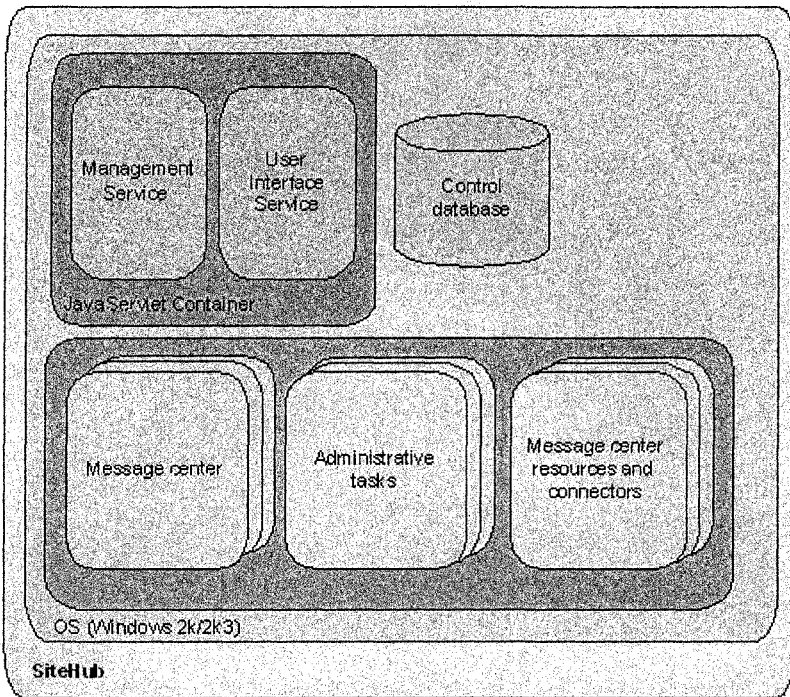 Management
Service
User
Interface
Service
Control
database
JavaServlet Container
Message center
Administrative
tasks
Message center
resources and
connectors
OS (Windows 2k/2k3)
SiteHub